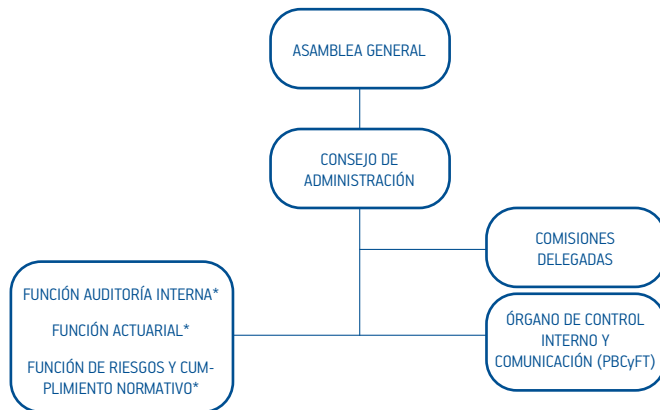 ASAMBLEA GENERAL
CONSEJO DE
ADMINISTRACIÓN
COMISIONES
DELEGADAS
FUNCIÓN AUDITORÍA INTERNA*
FUNCIÓN ACTUARIAL*
FUNCIÓN DE RIESGOS Y CUM-
PLIMIENTO NORMATIVO*
ÓRGANO DE CONTROL
INTERNO Y
COMUNICACIÓN (PBCyFT)